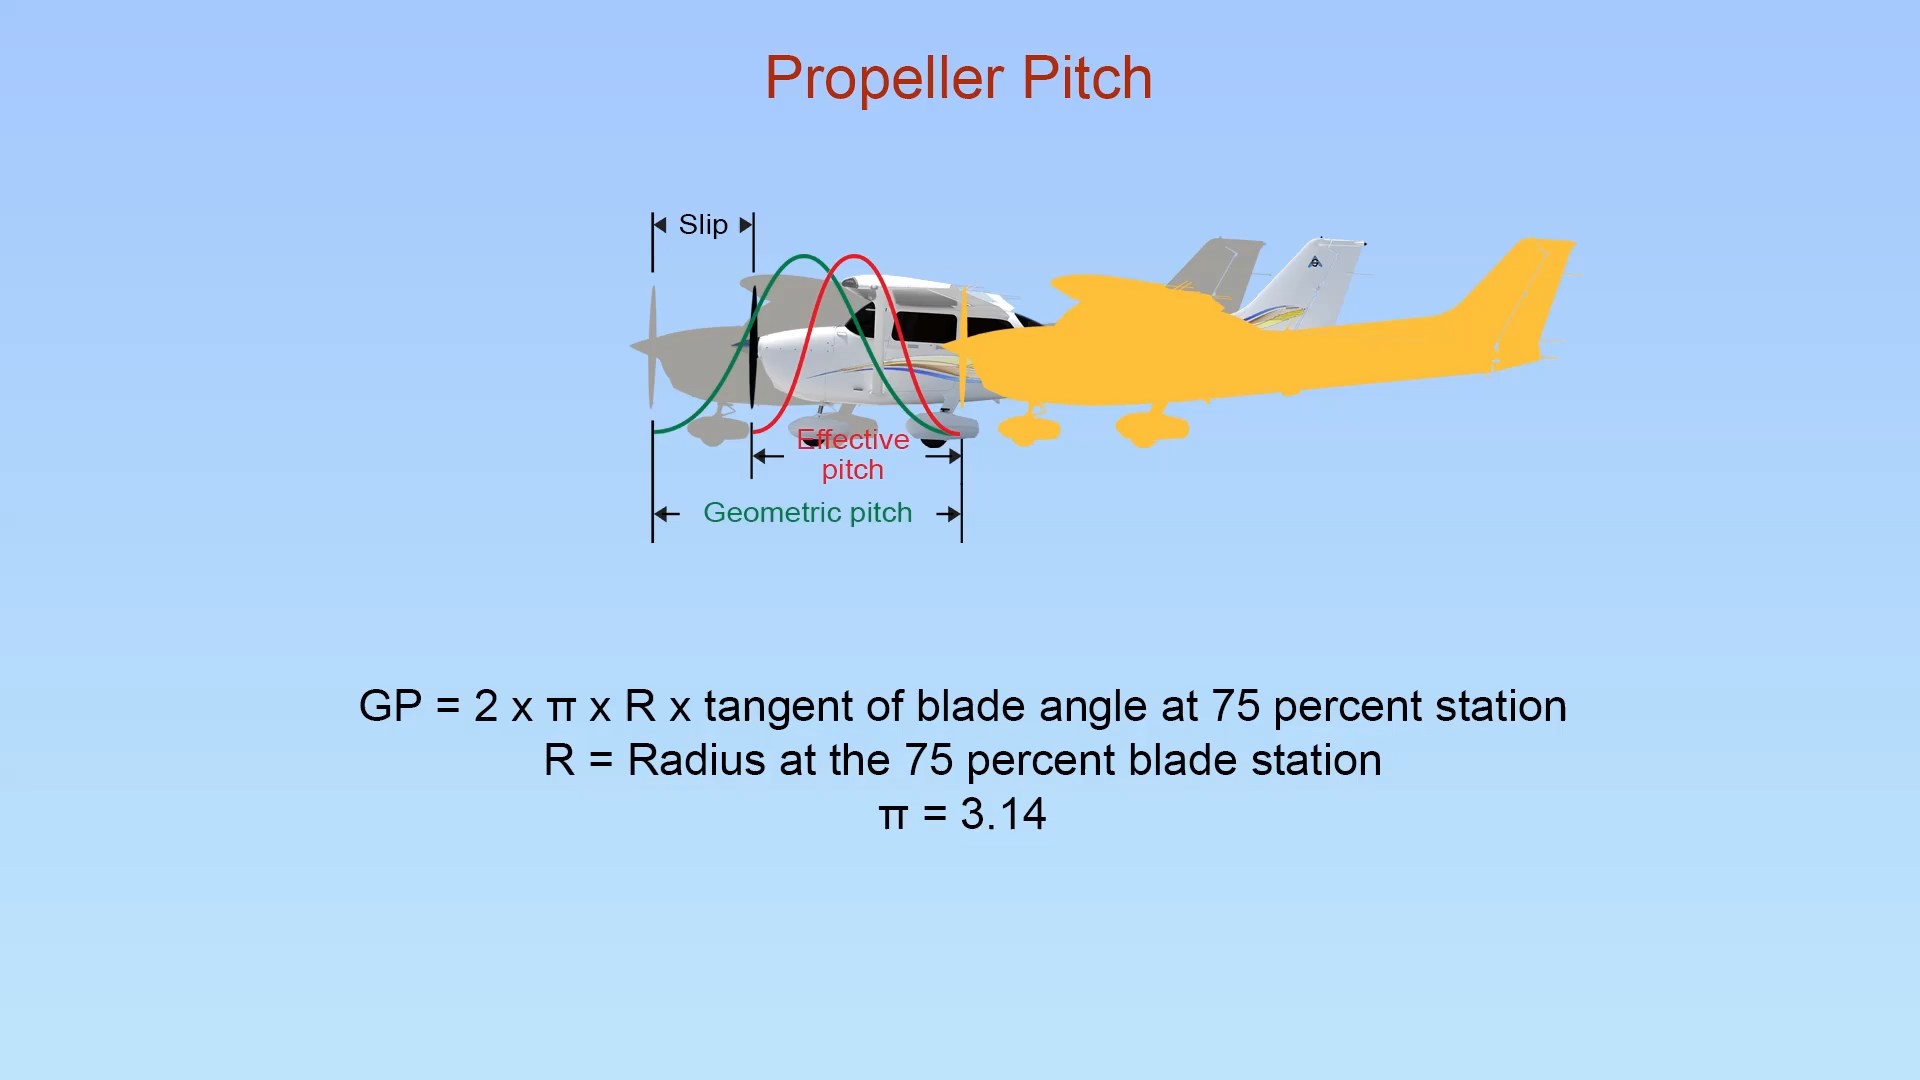 Propeller Pitch
Slip
Effective
pitch
Geometric pitch
GP = 2 x π x R x tangent of blade angle at 75 percent station
R = Radius at the 75 percent blade station
π = 3.14